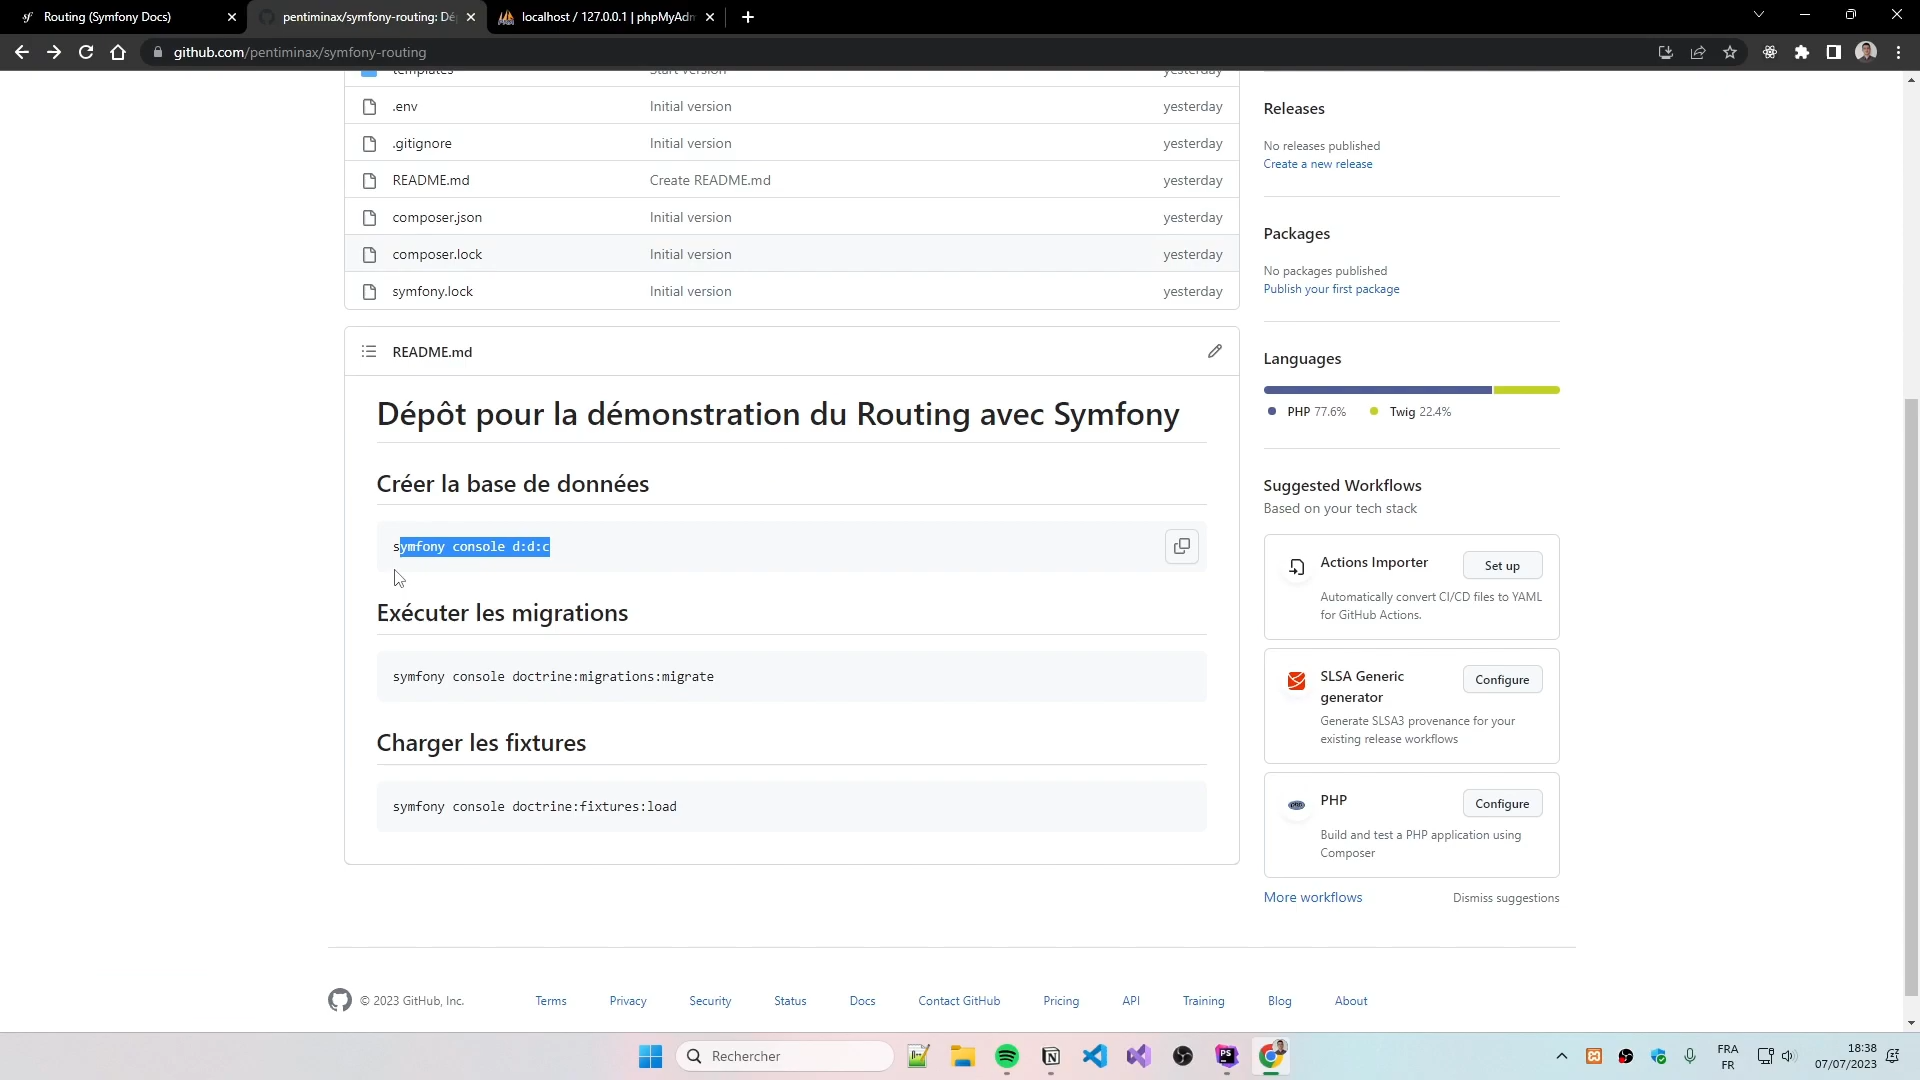 Routing (Symfony Docs)
pentiminax/symfony-routing: Dé
localhost / 127.0.0.1 | phpMyAdm
github.com/pentiminax/symfony-routing
templates Start version yesterday
.env Initial version yesterday
.gitignore Initial version yesterday
README.md Create README.md yesterday
composer.json Initial version yesterday
composer.lock Initial version yesterday
symfony.lock Initial version yesterday
README.md
Dépôt pour la démonstration du Routing avec Symfony
Créer la base de données
symfony console d:d:c
Exécuter les migrations
symfony console doctrine:migrations:migrate
Charger les fixtures
symfony console doctrine:fixtures:load
Releases
No releases published
Create a new release
Packages
No packages published
Publish your first package
Languages
PHP 77.6% Twig 22.4%
Suggested Workflows
Based on your tech stack
Actions Importer
Set up
Automatically convert CI/CD files to YAML
for GitHub Actions.
SLSA Generic
generator
Configure
Generate SLSA3 provenance for your
existing release workflows
php
PHP
Configure
Build and test a PHP application using
Composer
More workflows Dismiss suggestions
© 2023 GitHub, Inc. Terms Privacy Security Status Docs Contact GitHub Pricing API Training Blog About
Rechercher
PS
FRA
FR
18:38
07/07/2023